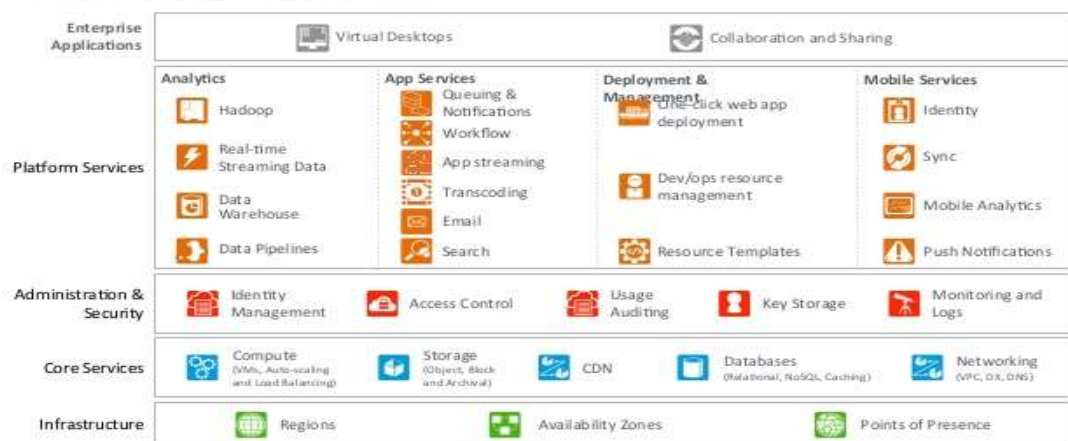 Enterprise
Applications
Virtual Desktops
Collaboration and Sharing
Platform Services
Analytics
Hadoop
Real-time
Streaming Data
Data
Warehouse
Data Pipelines
App Services
Queuing &
Notifications
Workflow
App streaming
Transcoding
Email
Search
Deployment &
Management
One-click web app
deployment
Dev/ops resource
management
Resource Templates
Mobile Services
Identity
Sync
Mobile Analytics
Push Notifications
Administration &
Security
Identity
Management
Access Control
Usage
Auditing
Key Storage
Monitoring and
Logs
Core Services
Compute
(VMs, Auto-scaling
and Load Balancing)
Storage
(Object, Block
and Archival)
CDN
Databases
(Relational, NoSQL, Caching)
Networking
(VPC, DX, DNS)
Infrastructure
Regions
Availability Zones
Points of Presence